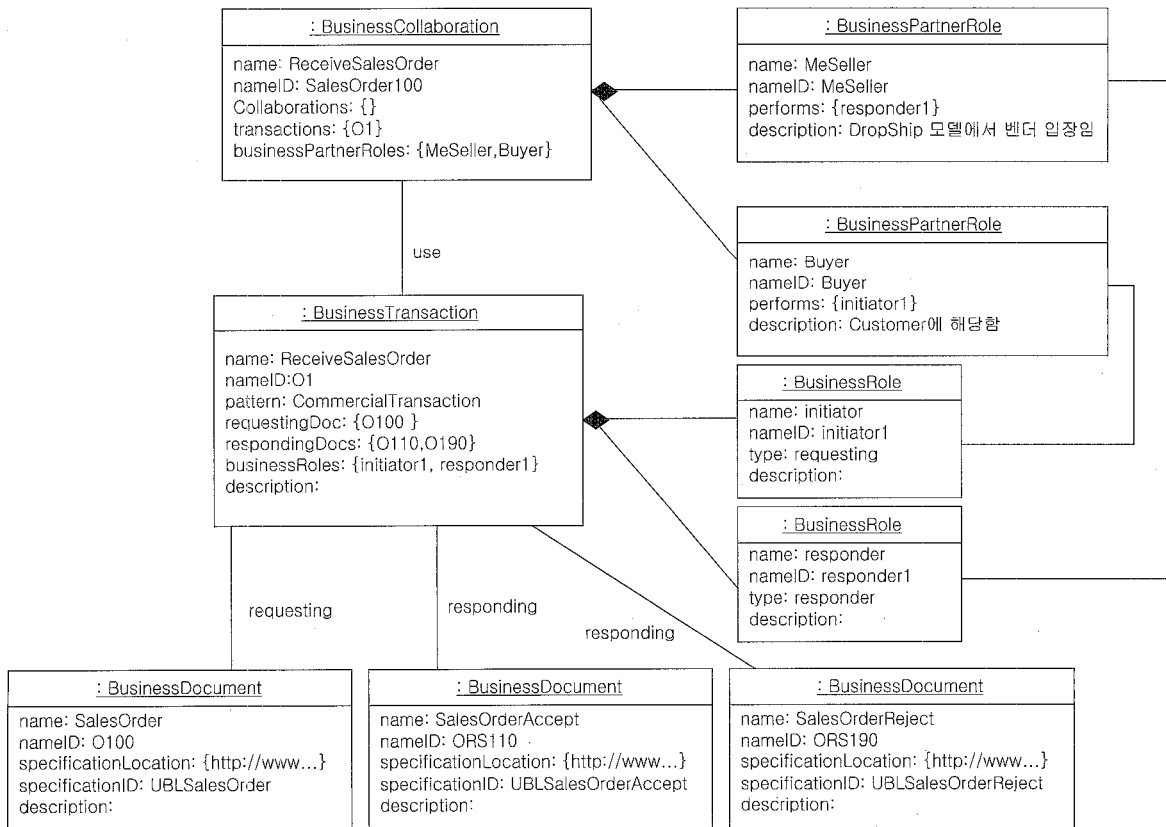 : BusinessCollaboration
name: ReceiveSalesOrder
nameID: SalesOrder100
Collaborations: {}
transactions: {O1}
businessPartnerRoles: {MeSeller,Buyer}
: BusinessPartnerRole
name: MeSeller
nameID: MeSeller
performs: {responder1}
description: DropShip 모델에서 벤더 입장임
use
: BusinessPartnerRole
name: Buyer
nameID: Buyer
performs: {initiator1}
description: Customer에 해당함
: BusinessTransaction
name: ReceiveSalesOrder
nameID:O1
pattern: CommercialTransaction
requestingDoc: {O100 }
respondingDocs: {O110,O190}
businessRoles: {initiator1, responder1}
description:
: BusinessRole
name: initiator
nameID: initiator1
type: requesting
description:
: BusinessRole
name: responder
nameID: responder1
type: responder
description:
requesting
responding
responding
: BusinessDocument
name: SalesOrder
nameID: O100
specificationLocation: {http://www...}
specificationID: UBLSalesOrder
description:
: BusinessDocument
name: SalesOrderAccept
nameID: ORS110
specificationLocation: {http://www...}
specificationID: UBLSalesOrderAccept
description:
: BusinessDocument
name: SalesOrderReject
nameID: ORS190
specificationLocation: {http://www...}
specificationID: UBLSalesOrderReject
description: